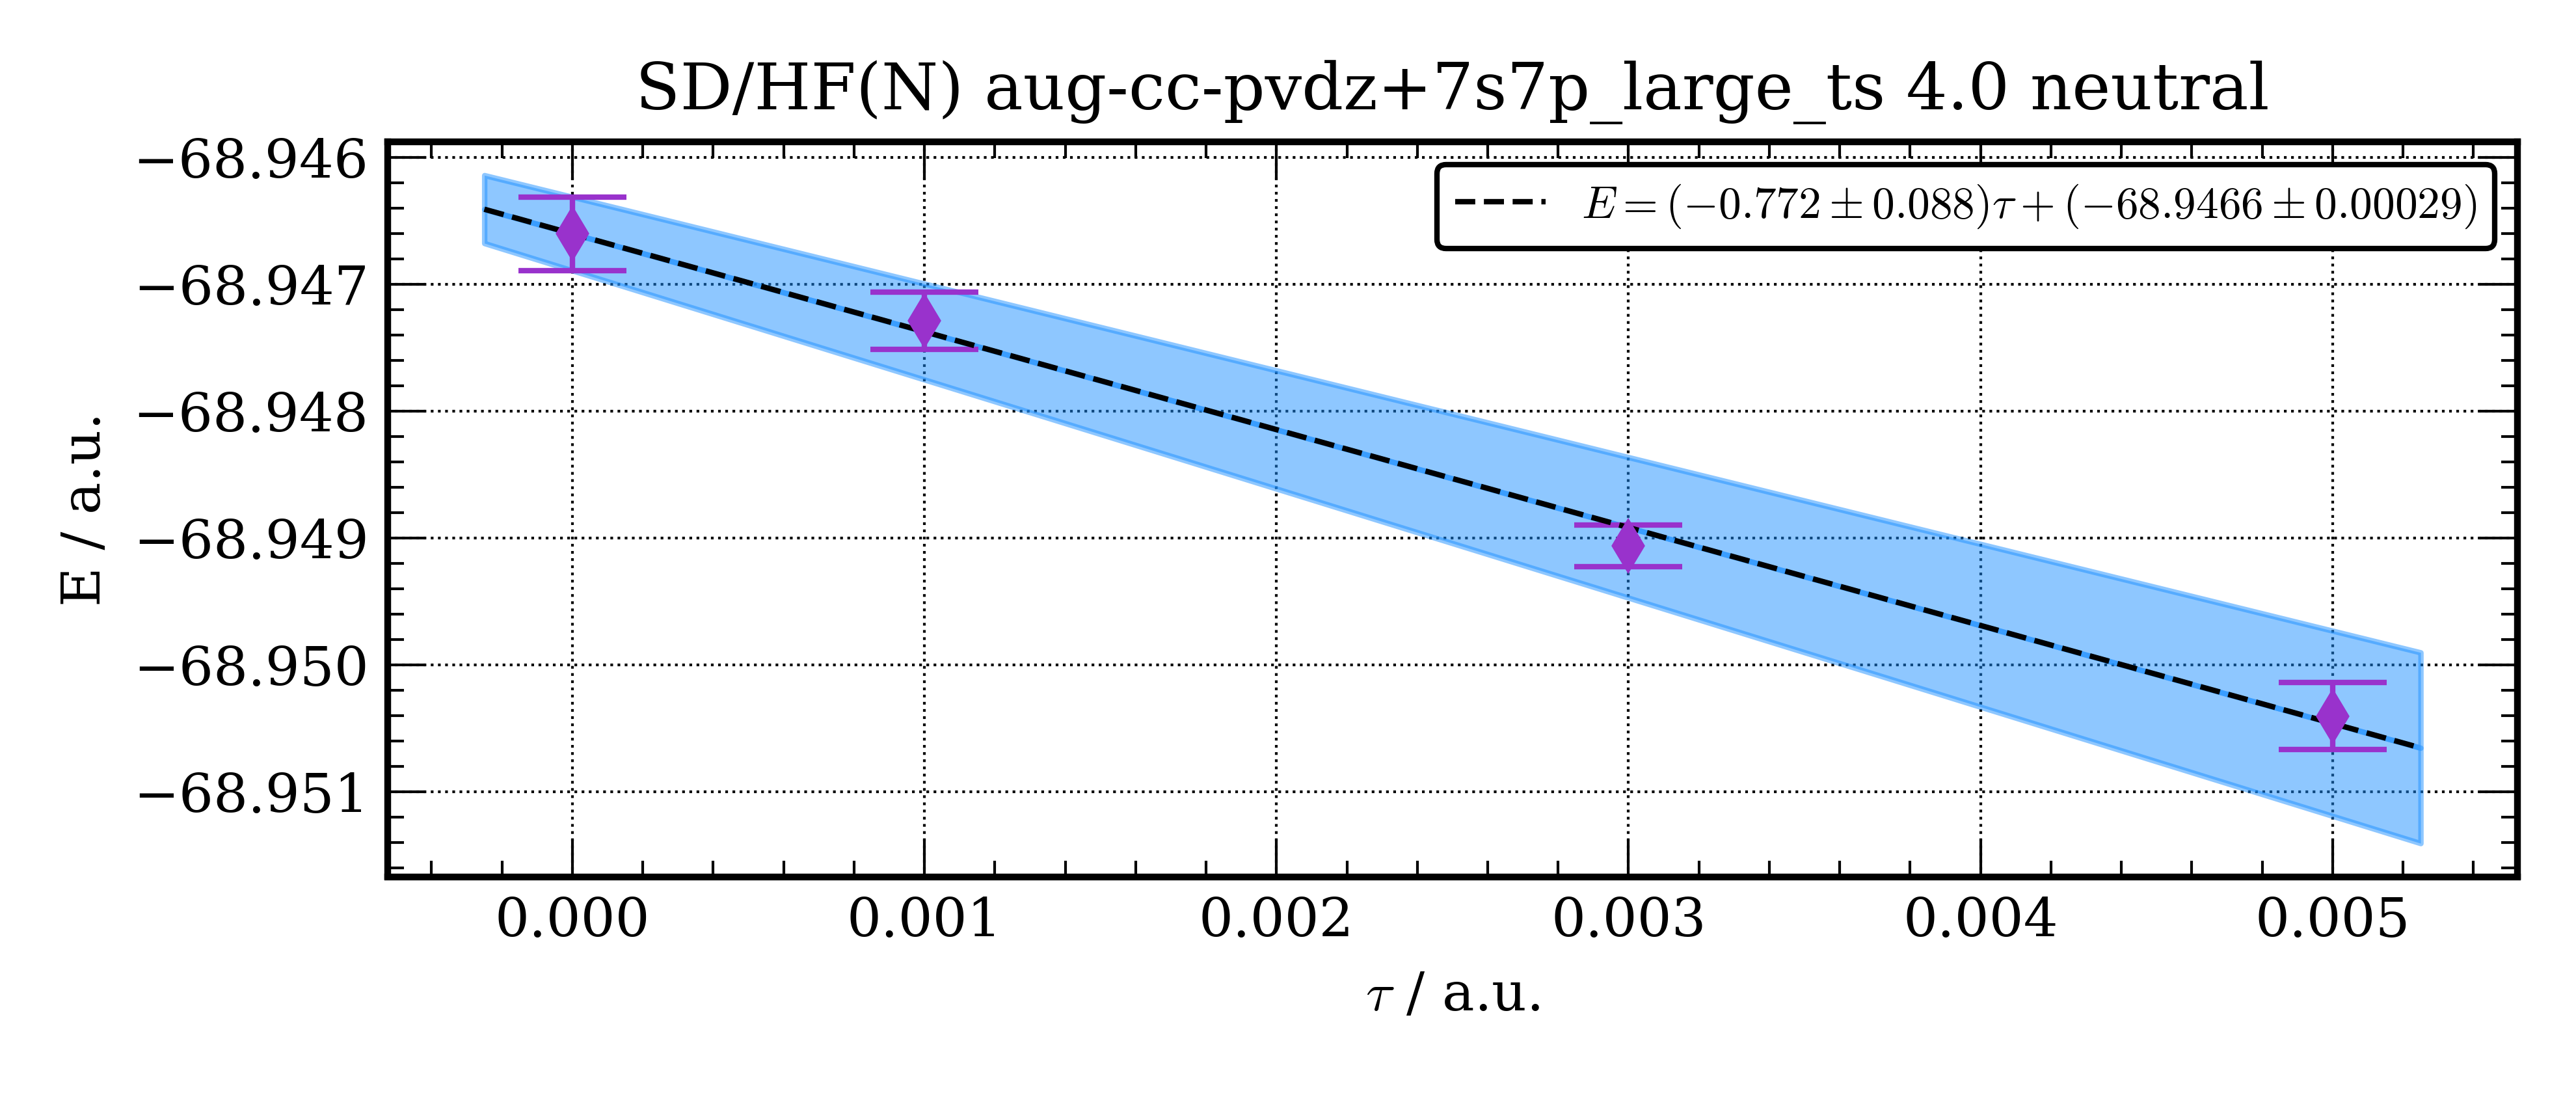 SD/HF(N) aug-cc-pvdz+7s7p_large_ts 4.0 neutral
E = (−0.772 ± 0.088)τ + (−68.9466 ± 0.00029)
−68.946
−68.947
−68.948
−68.949
−68.950
−68.951
E / a.u.
0.000 0.001 0.002 0.003 0.004 0.005
τ / a.u.